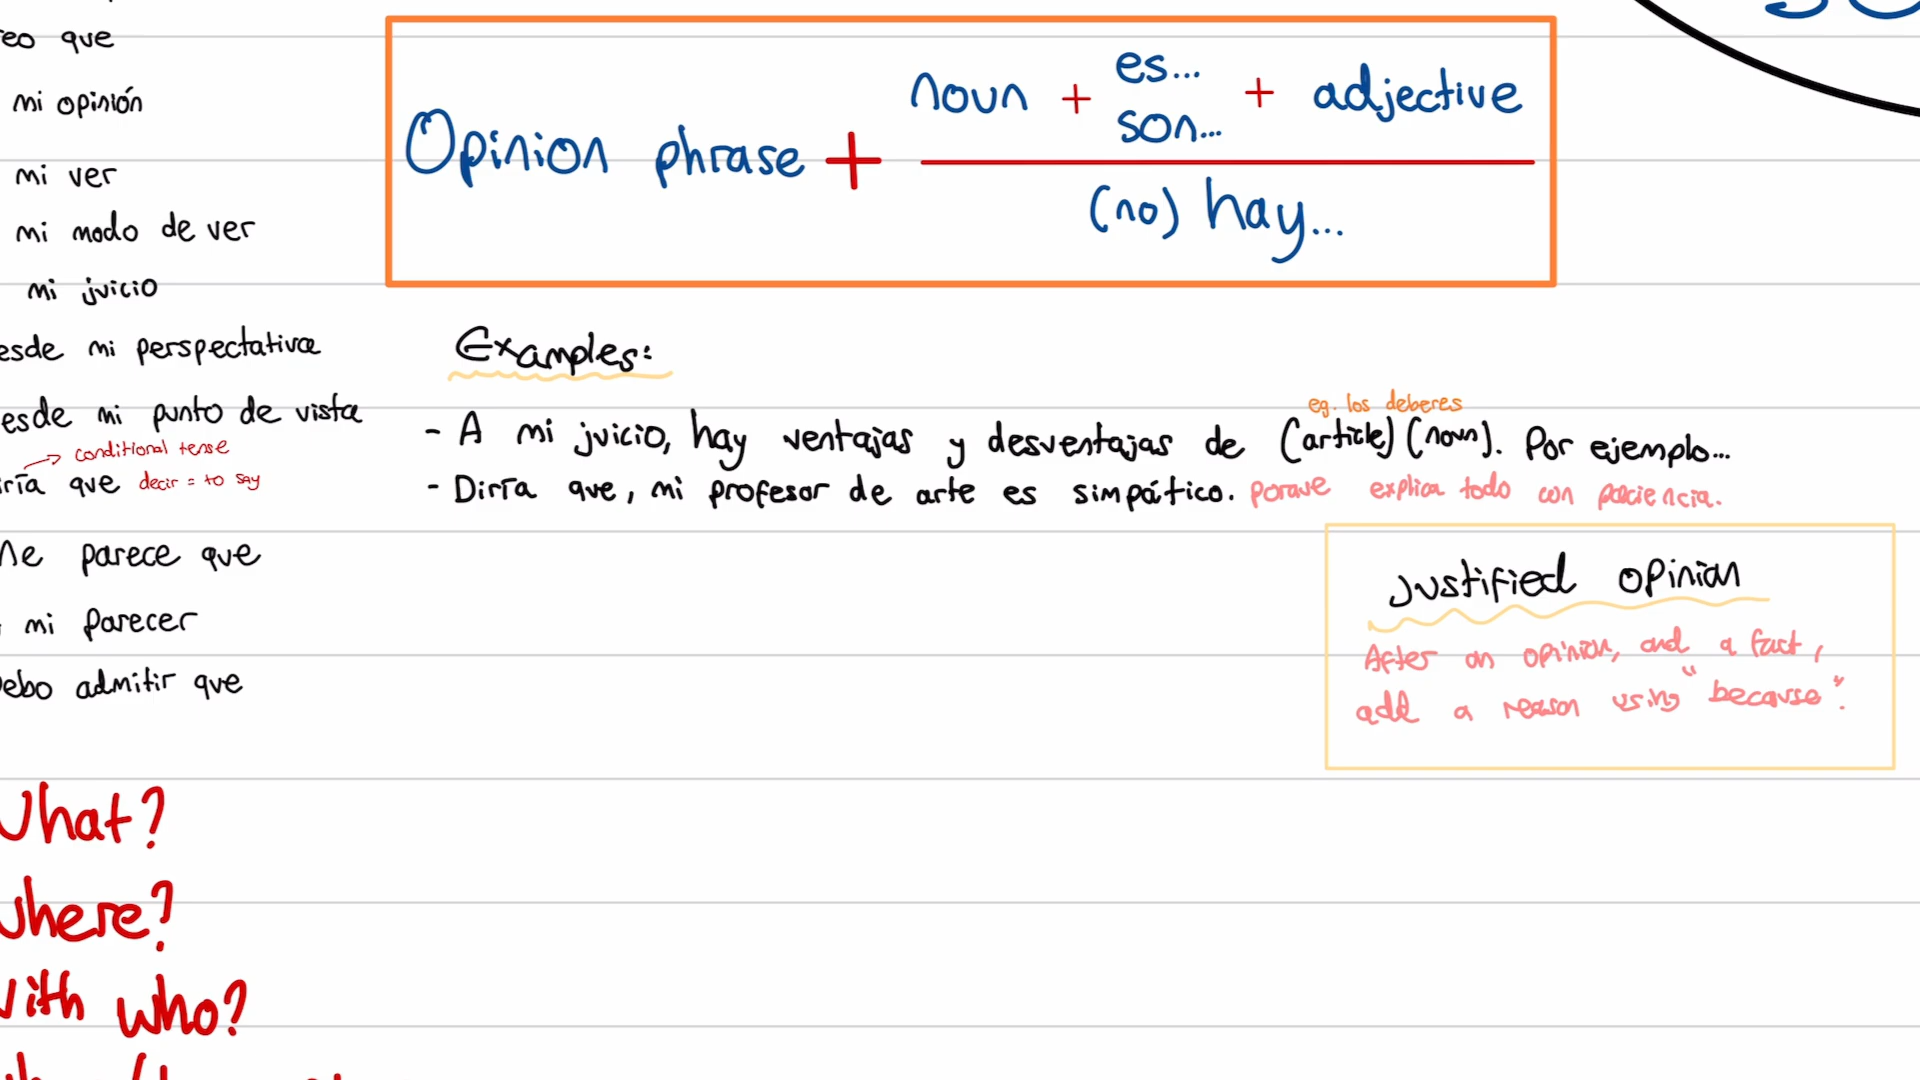 eo que
mi opinión
mi ver
mi modo de ver
mi juicio
esde mi perspectativa
esde mi punto de vista
conditional tense
ría que decir = to say
Me parece que
mi parecer
ebo admitir que
What?
where?
with who?
Opinion phrase +
noun + es... son... + adjective
(no) hay...
Examples:
eg. los deberes
- A mi juicio, hay ventajas y desventajas de (article) (noun). Por ejemplo...
- Diría que, mi profesor de arte es simpático. porque explica todo con paciencia.
Justified opinion
After an opinion, and a fact,
add a reason using "because".